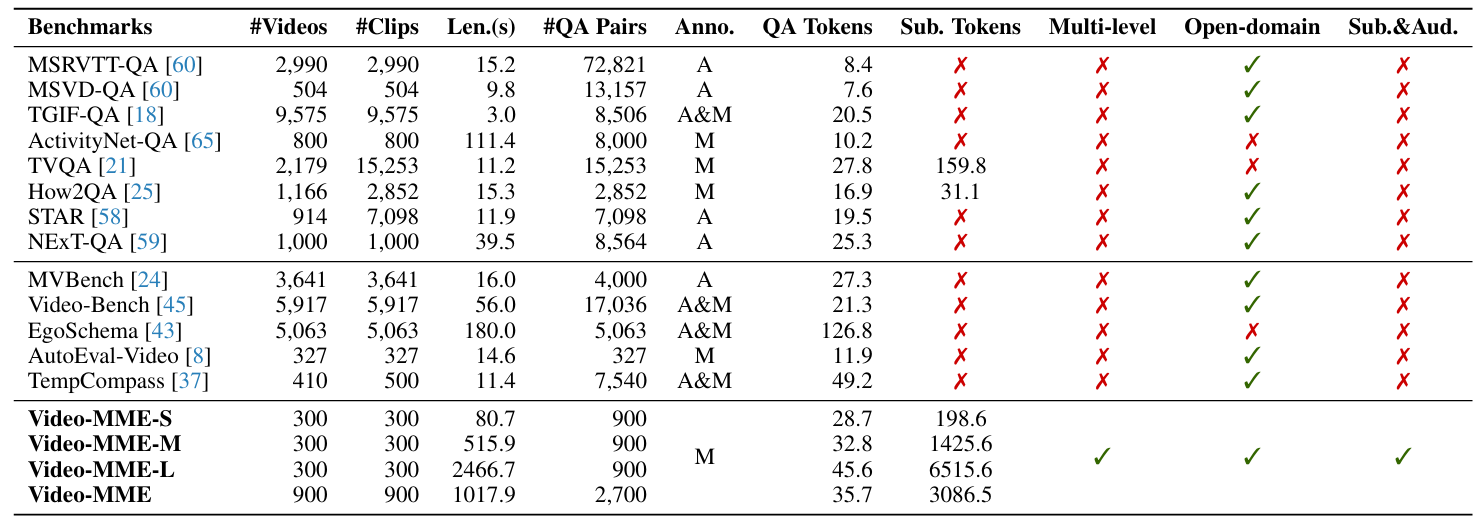 Benchmarks #Videos #Clips Len.(s) #QA Pairs Anno. QA Tokens Sub. Tokens Multi-level Open-domain Sub.&Aud.
MSRVTT-QA [60] 2,990 2,990 15.2 72,821 A 8.4 ✗ ✗ ✓ ✗
MSVD-QA [60] 504 504 9.8 13,157 A 7.6 ✗ ✗ ✓ ✗
TGIF-QA [18] 9,575 9,575 3.0 8,506 A&M 20.5 ✗ ✗ ✓ ✗
ActivityNet-QA [65] 800 800 111.4 8,000 M 10.2 ✗ ✗ ✗ ✗
TVQA [21] 2,179 15,253 11.2 15,253 M 27.8 159.8 ✗ ✗ ✗
How2QA [25] 1,166 2,852 15.3 2,852 M 16.9 31.1 ✗ ✓ ✗
STAR [58] 914 7,098 11.9 7,098 A 19.5 ✗ ✗ ✓ ✗
NExT-QA [59] 1,000 1,000 39.5 8,564 A 25.3 ✗ ✗ ✓ ✗
MVBench [24] 3,641 3,641 16.0 4,000 A 27.3 ✗ ✗ ✓ ✗
Video-Bench [45] 5,917 5,917 56.0 17,036 A&M 21.3 ✗ ✗ ✓ ✗
EgoSchema [43] 5,063 5,063 180.0 5,063 A&M 126.8 ✗ ✗ ✗ ✗
AutoEval-Video [8] 327 327 14.6 327 M 11.9 ✗ ✗ ✓ ✗
TempCompass [37] 410 500 11.4 7,540 A&M 49.2 ✗ ✗ ✓ ✗
Video-MME-S 300 300 80.7 900 28.7 198.6
Video-MME-M 300 300 515.9 900 32.8 1425.6
M ✓ ✓ ✓
Video-MME-L 300 300 2466.7 900 45.6 6515.6
Video-MME 900 900 1017.9 2,700 35.7 3086.5